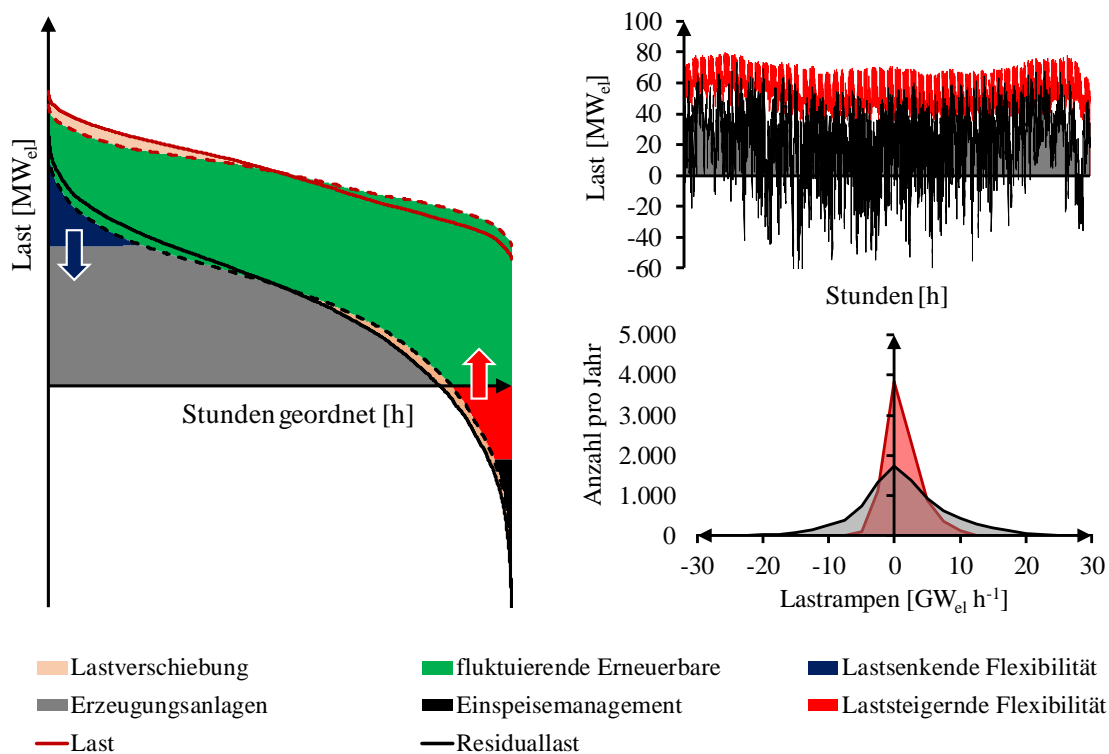 Last [MWel]
Stunden geordnet [h]
Last [MWel]
100
80
60
40
20
0
-20
-40
-60
Stunden [h]
Anzahl pro Jahr
5.000
4.000
3.000
2.000
1.000
0
-30 -20 -10 0 10 20 30
Lastrampen [GWel h-1]
Lastverschiebung
fluktuierende Erneuerbare
Lastsenkende Flexibilität
Erzeugungsanlagen
Einspeisemanagement
Laststeigernde Flexibilität
Last
Residuallast